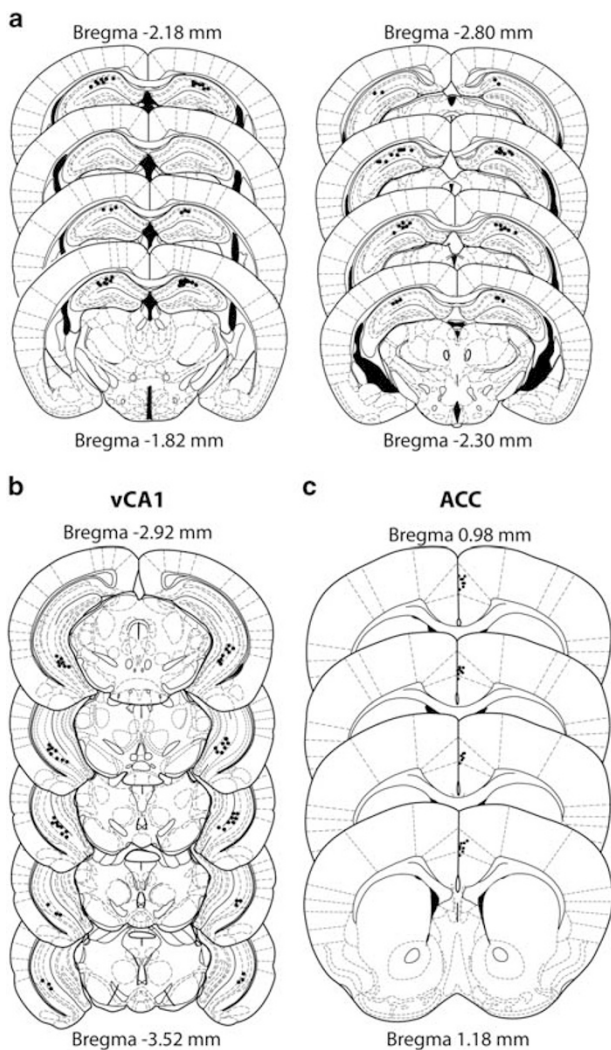 a
Bregma -2.18 mm
Bregma -2.80 mm
Bregma -1.82 mm
Bregma -2.30 mm
b
vCA1
Bregma -2.92 mm
Bregma -3.52 mm
c
ACC
Bregma 0.98 mm
Bregma 1.18 mm